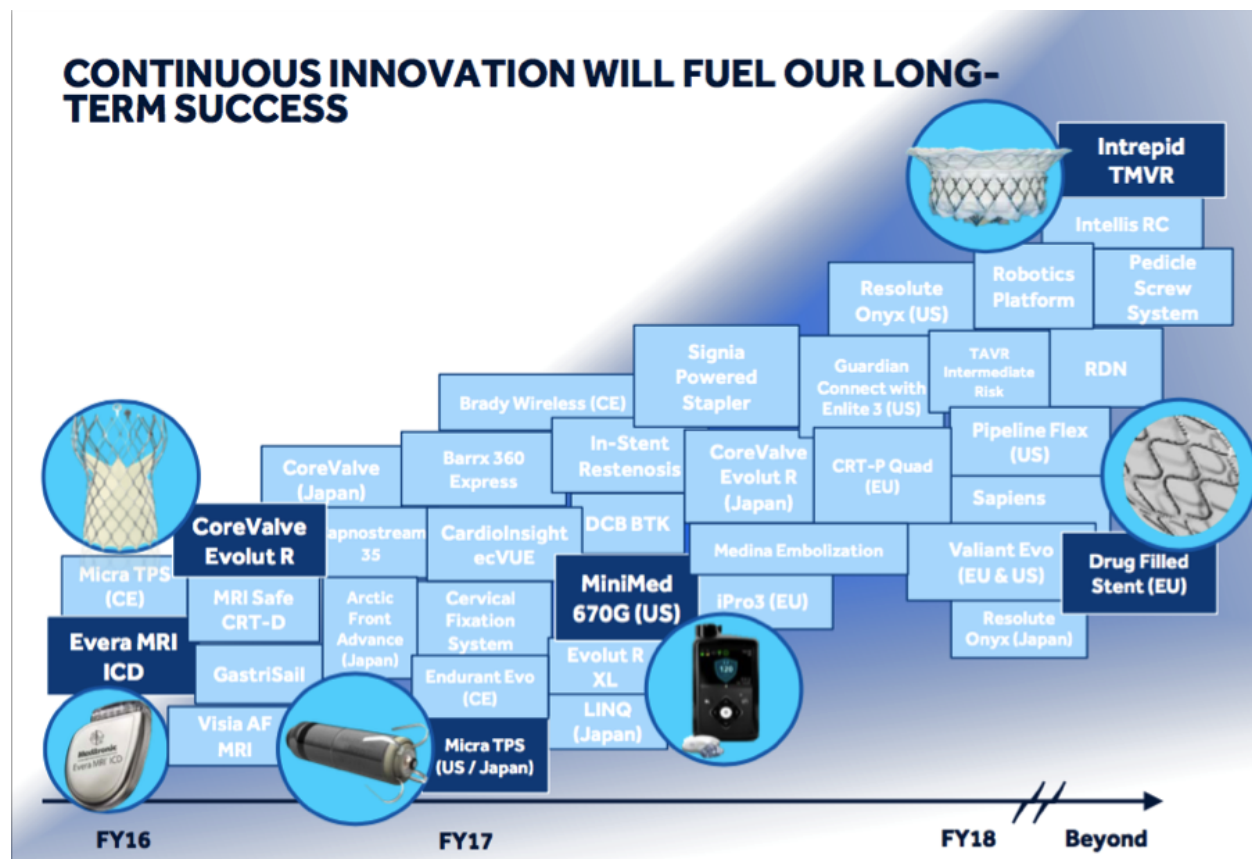 CONTINUOUS INNOVATION WILL FUEL OUR LONG-
TERM SUCCESS
Intrepid
TMVR
Intellis RC
Resolute
Onyx (US)
Robotics
Platform
Pedicle
Screw
System
Signia
Powered
Stapler
Guardian
Connect with
Enlite 3 (US)
TAVR
Intermediate
Risk
RDN
Brady Wireless (CE)
In-Stent
Restenosis
Pipeline Flex
(US)
CoreValve
(Japan)
Barrx 360
Express
CoreValve
Evolut R
(Japan)
CRT-P Quad
(EU)
Sapiens
CoreValve
Evolut R
apnostream
35
CardioInsight
ecVUE
DCB BTK
Medina Embolization
Valiant Evo
(EU & US)
Drug Filled
Stent (EU)
Micra TPS
(CE)
MRI Safe
CRT-D
Arctic
Front
Advance
(Japan)
Cervical
Fixation
System
MiniMed
670G (US)
iPro3 (EU)
Resolute
Onyx (Japan)
Evera MRI
ICD
GastriSail
Endurant Evo
(CE)
Evolut R
XL
120
Visia AF
MRI
Micra TPS
(US / Japan)
LINQ
(Japan)
Medtronic
Evera MRI ICD
FY16
FY17
FY18
Beyond